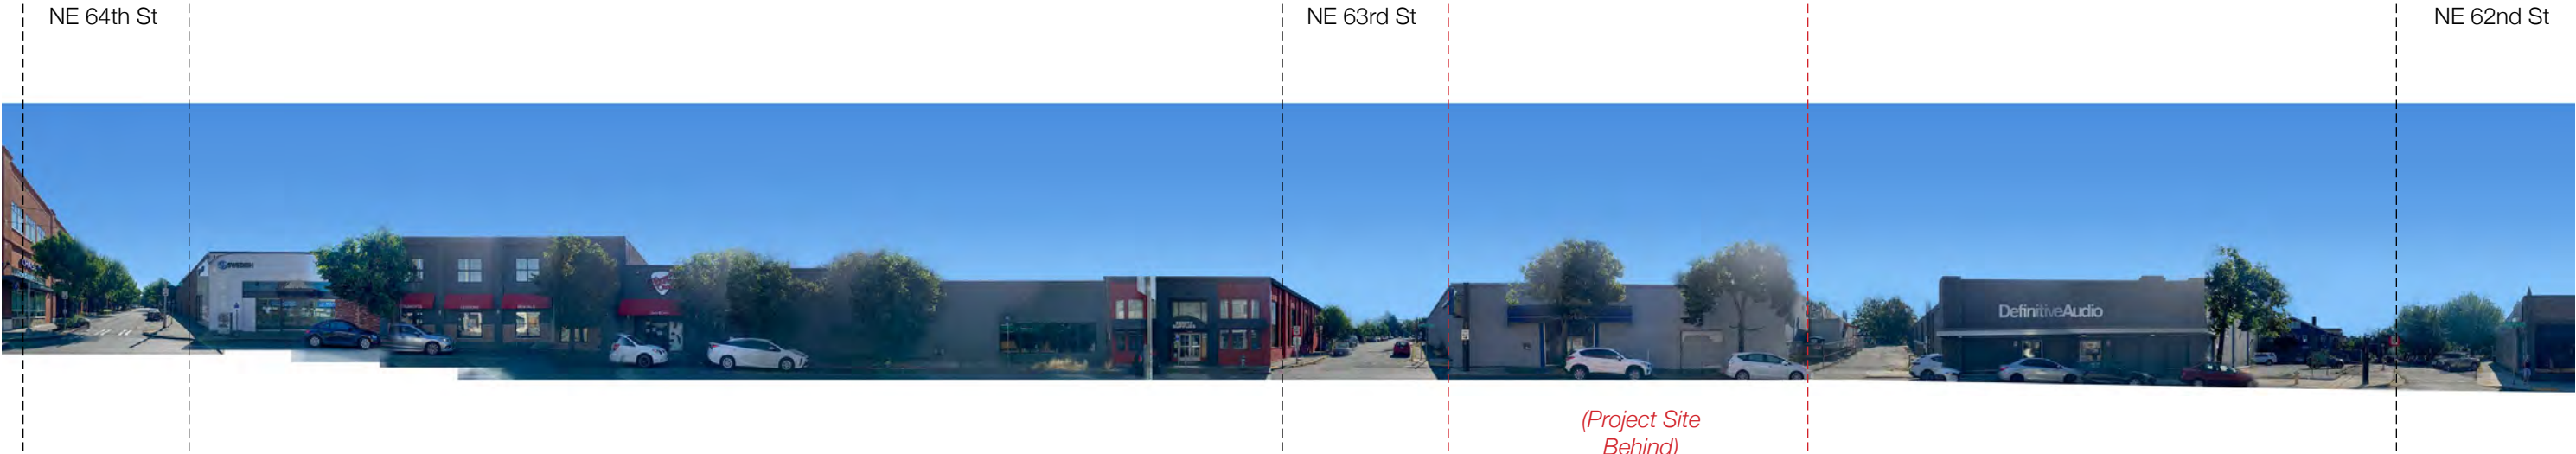 NE 64th St
NE 63rd St
NE 62nd St
DefinitiveAudio
(Project Site
Behind)